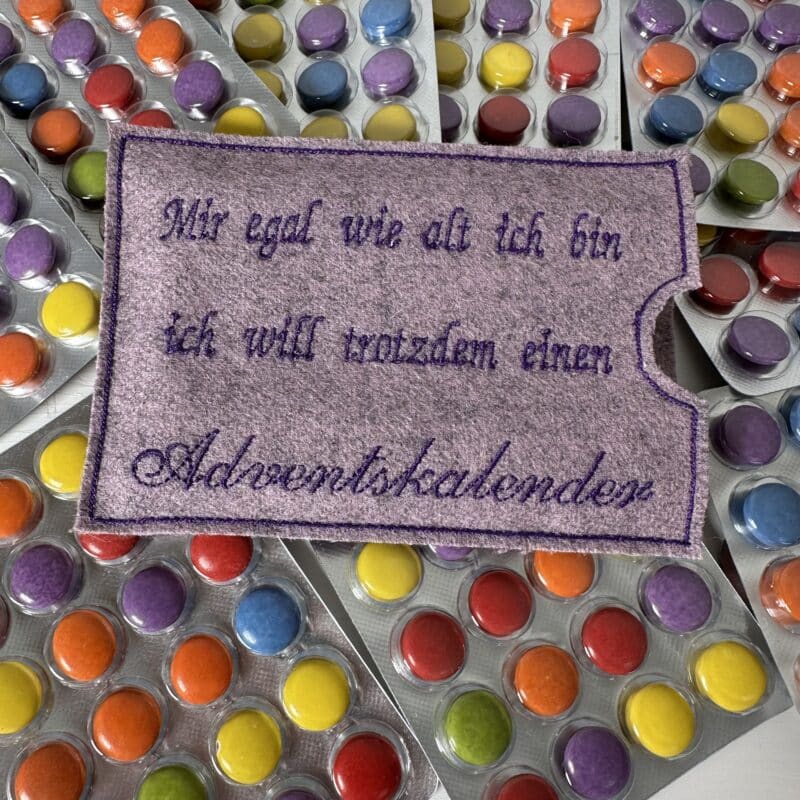 Mir egal wie alt ich bin
ich will trotzdem einen
Adventskalender